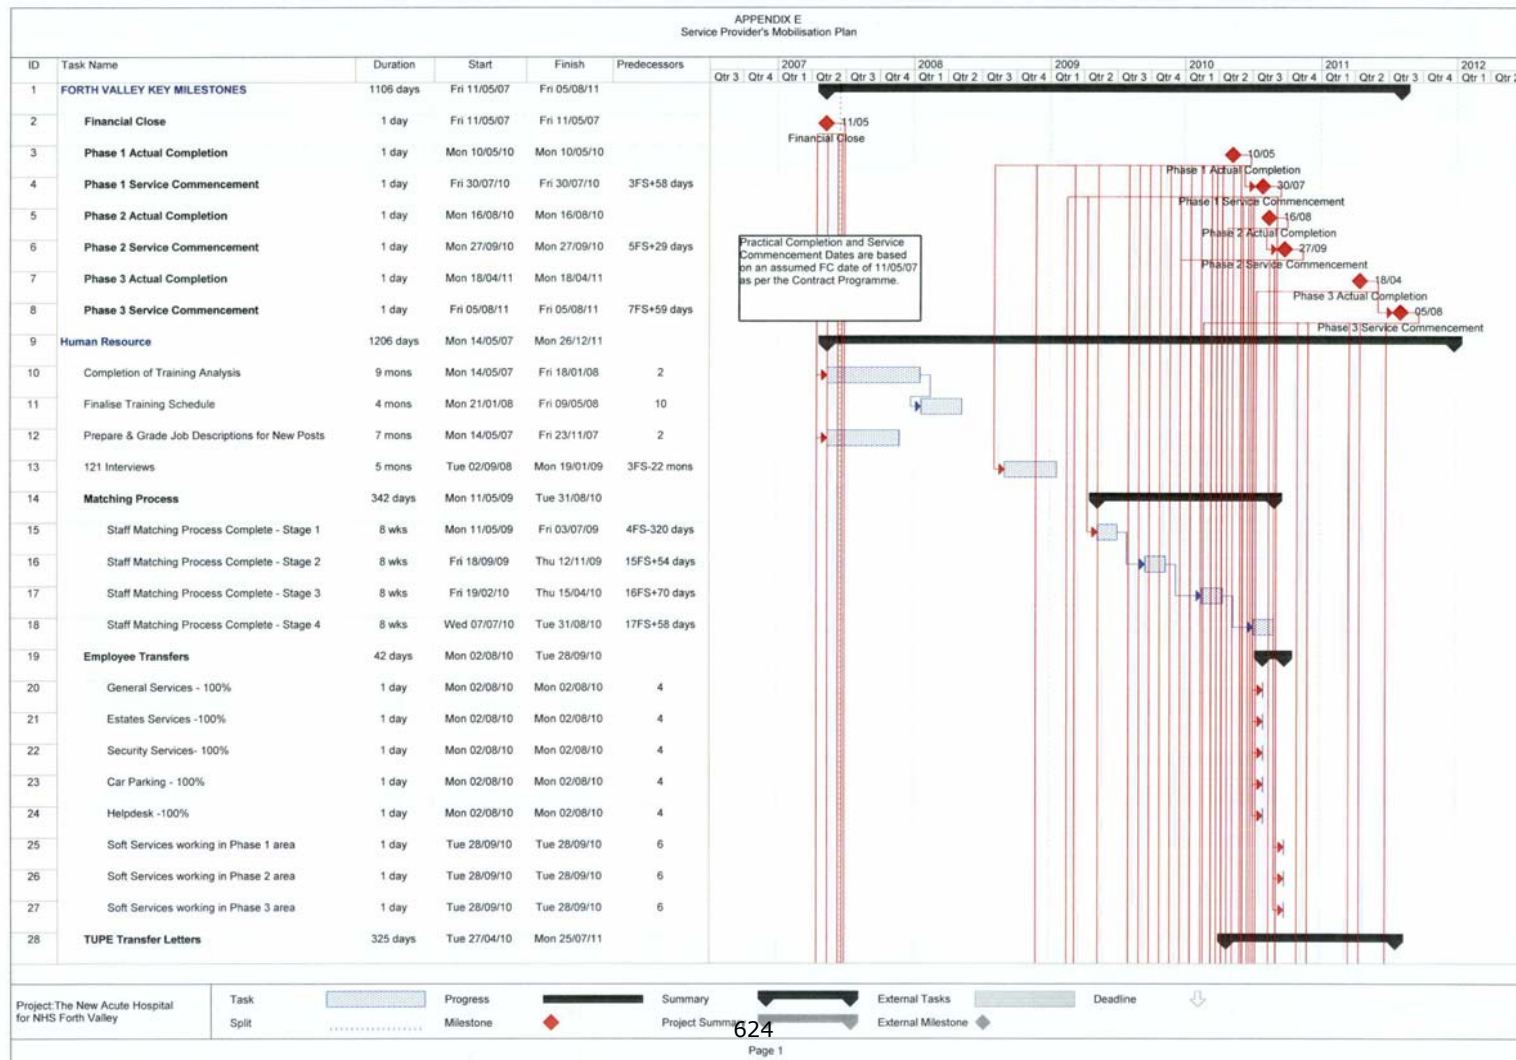 APPENDIX E
Service Provider's Mobilisation Plan
ID Task Name Duration Start Finish Predecessors
2007 2008 2009 2010 2011 2012
Qtr 3 Qtr 4 Qtr 1 Qtr 2 Qtr 3 Qtr 4 Qtr 1 Qtr 2 Qtr 3 Qtr 4 Qtr 1 Qtr 2 Qtr 3 Qtr 4 Qtr 1 Qtr 2 Qtr 3 Qtr 4 Qtr 1 Qtr 2 Qtr 3 Qtr 4 Qtr 1 Qtr 2
1 FORTH VALLEY KEY MILESTONES 1106 days Fri 11/05/07 Fri 05/08/11
2 Financial Close 1 day Fri 11/05/07 Fri 11/05/07 11/05
Financial Close
3 Phase 1 Actual Completion 1 day Mon 10/05/10 Mon 10/05/10 10/05
Phase 1 Actual Completion
4 Phase 1 Service Commencement 1 day Fri 30/07/10 Fri 30/07/10 3FS+58 days 30/07
Phase 1 Service Commencement
5 Phase 2 Actual Completion 1 day Mon 16/08/10 Mon 16/08/10 16/08
Phase 2 Actual Completion
6 Phase 2 Service Commencement 1 day Mon 27/09/10 Mon 27/09/10 5FS+29 days 27/09
Phase 2 Service Commencement
Practical Completion and Service
Commencement Dates are based
on an assumed FC date of 11/05/07
as per the Contract Programme.
7 Phase 3 Actual Completion 1 day Mon 18/04/11 Mon 18/04/11 18/04
Phase 3 Actual Completion
8 Phase 3 Service Commencement 1 day Fri 05/08/11 Fri 05/08/11 7FS+59 days 05/08
Phase 3 Service Commencement
9 Human Resource 1206 days Mon 14/05/07 Mon 26/12/11
10 Completion of Training Analysis 9 mons Mon 14/05/07 Fri 18/01/08 2
11 Finalise Training Schedule 4 mons Mon 21/01/08 Fri 09/05/08 10
12 Prepare & Grade Job Descriptions for New Posts 7 mons Mon 14/05/07 Fri 23/11/07 2
13 121 Interviews 5 mons Tue 02/09/08 Mon 19/01/09 3FS-22 mons
14 Matching Process 342 days Mon 11/05/09 Tue 31/08/10
15 Staff Matching Process Complete - Stage 1 8 wks Mon 11/05/09 Fri 03/07/09 4FS-320 days
16 Staff Matching Process Complete - Stage 2 8 wks Fri 18/09/09 Thu 12/11/09 15FS+54 days
17 Staff Matching Process Complete - Stage 3 8 wks Fri 19/02/10 Thu 15/04/10 16FS+70 days
18 Staff Matching Process Complete - Stage 4 8 wks Wed 07/07/10 Tue 31/08/10 17FS+58 days
19 Employee Transfers 42 days Mon 02/08/10 Tue 28/09/10
20 General Services - 100% 1 day Mon 02/08/10 Mon 02/08/10 4
21 Estates Services -100% 1 day Mon 02/08/10 Mon 02/08/10 4
22 Security Services- 100% 1 day Mon 02/08/10 Mon 02/08/10 4
23 Car Parking - 100% 1 day Mon 02/08/10 Mon 02/08/10 4
24 Helpdesk -100% 1 day Mon 02/08/10 Mon 02/08/10 4
25 Soft Services working in Phase 1 area 1 day Tue 28/09/10 Tue 28/09/10 6
26 Soft Services working in Phase 2 area 1 day Tue 28/09/10 Tue 28/09/10 6
27 Soft Services working in Phase 3 area 1 day Tue 28/09/10 Tue 28/09/10 6
28 TUPE Transfer Letters 325 days Tue 27/04/10 Mon 25/07/11
Project:The New Acute Hospital
for NHS Forth Valley
Task Progress Summary External Tasks Deadline
Split Milestone Project Summary External Milestone
624
Page 1